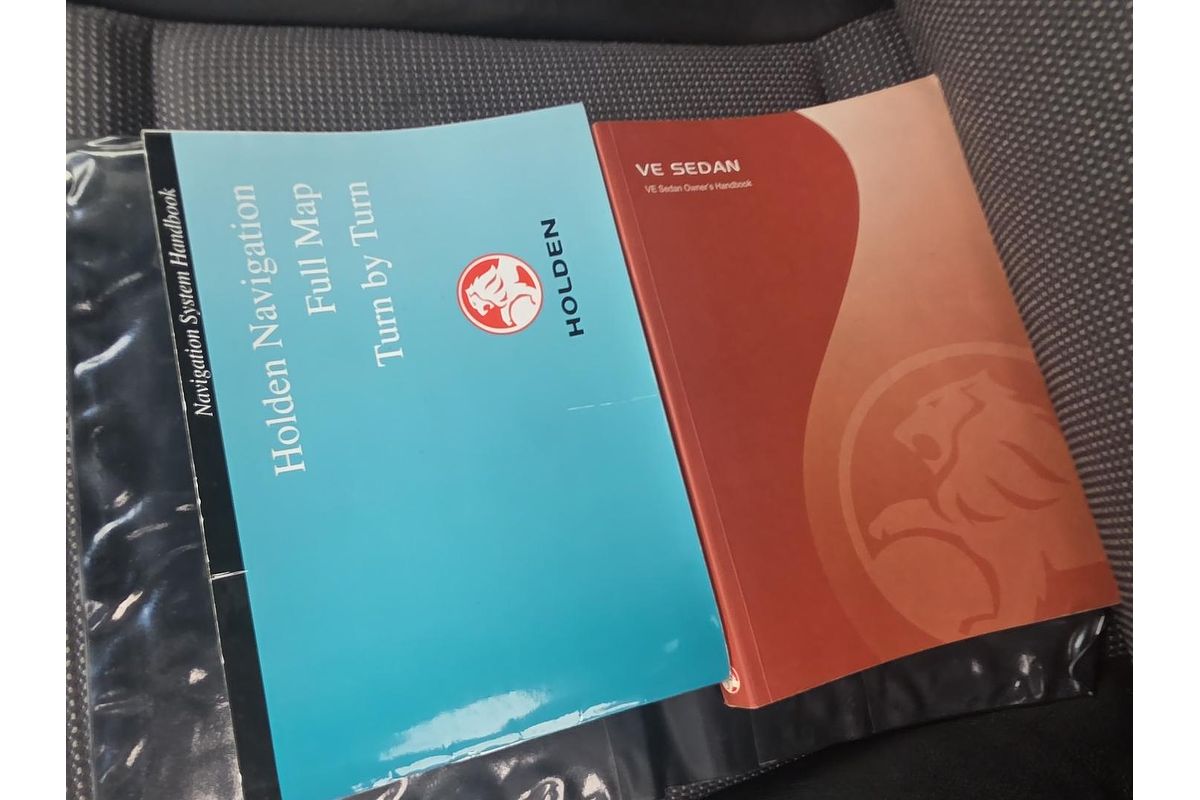 Navigation System Handbook
Holden Navigation
Full Map
Turn by Turn
HOLDEN
VE SEDAN
VE Sedan Owner's Handbook